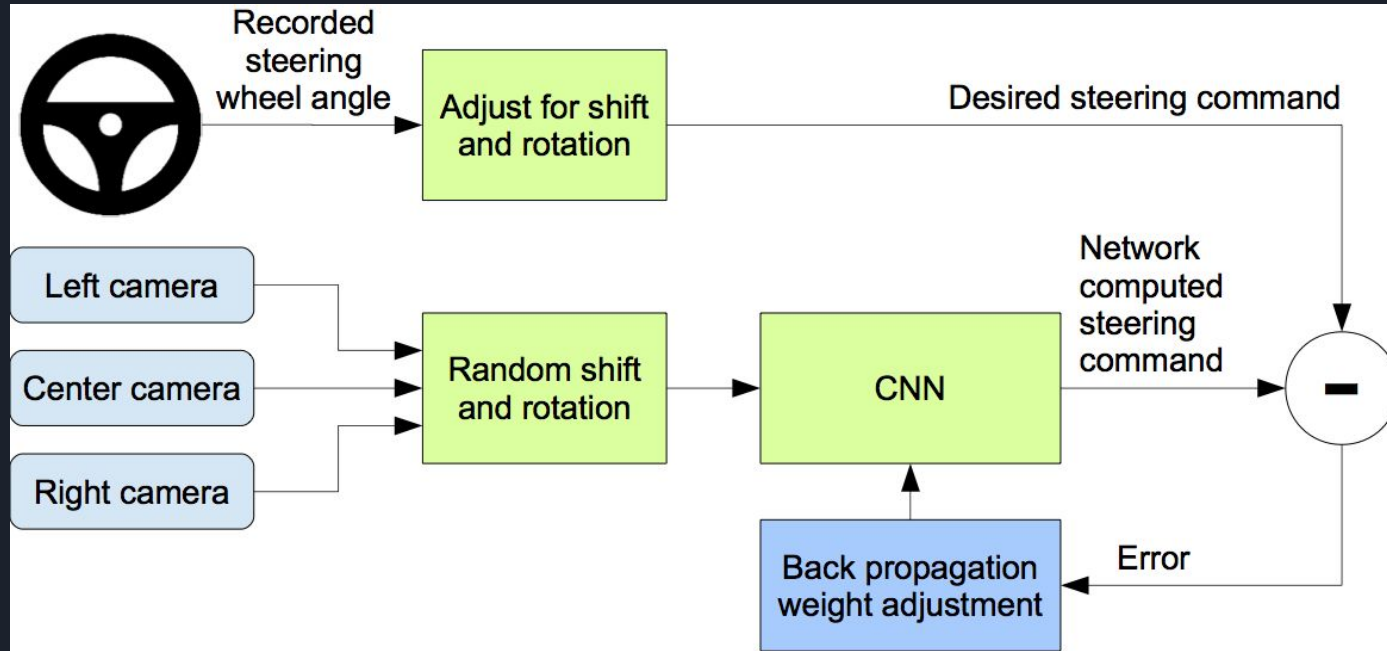 Recorded
steering
wheel angle
Adjust for shift
and rotation
Desired steering command
Left camera
Center camera
Right camera
Random shift
and rotation
CNN
Network
computed
steering
command
-
Back propagation
weight adjustment
Error